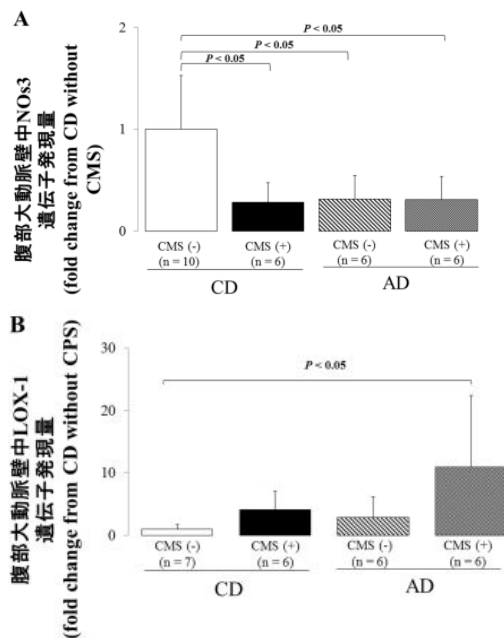 A
腹部大動脈壁中NOs3
遺伝子発現量
(fold change from CD without
CMS)
2
1
0
P < 0.05
P < 0.05
P < 0.05
CMS (-)
(n = 10)
CMS (+)
(n = 6)
CMS (-)
(n = 6)
CMS (+)
(n = 6)
CD
AD
B
腹部大動脈壁中LOX-1
遺伝子発現量
(fold change from CD without CPS)
30
20
10
0
P < 0.05
CMS (-)
(n = 7)
CMS (+)
(n = 6)
CMS (-)
(n = 6)
CMS (+)
(n = 6)
CD
AD